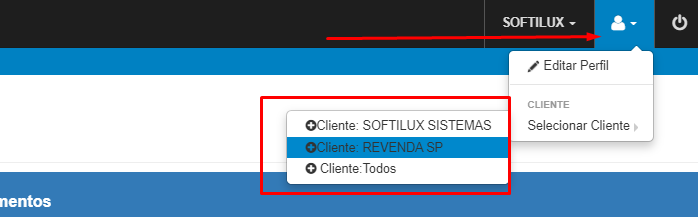 SOFTILUX
Editar Perfil
CLIENTE
Selecionar Cliente
Cliente: SOFTILUX SISTEMAS
Cliente: REVENDA SP
Cliente:Todos
mentos